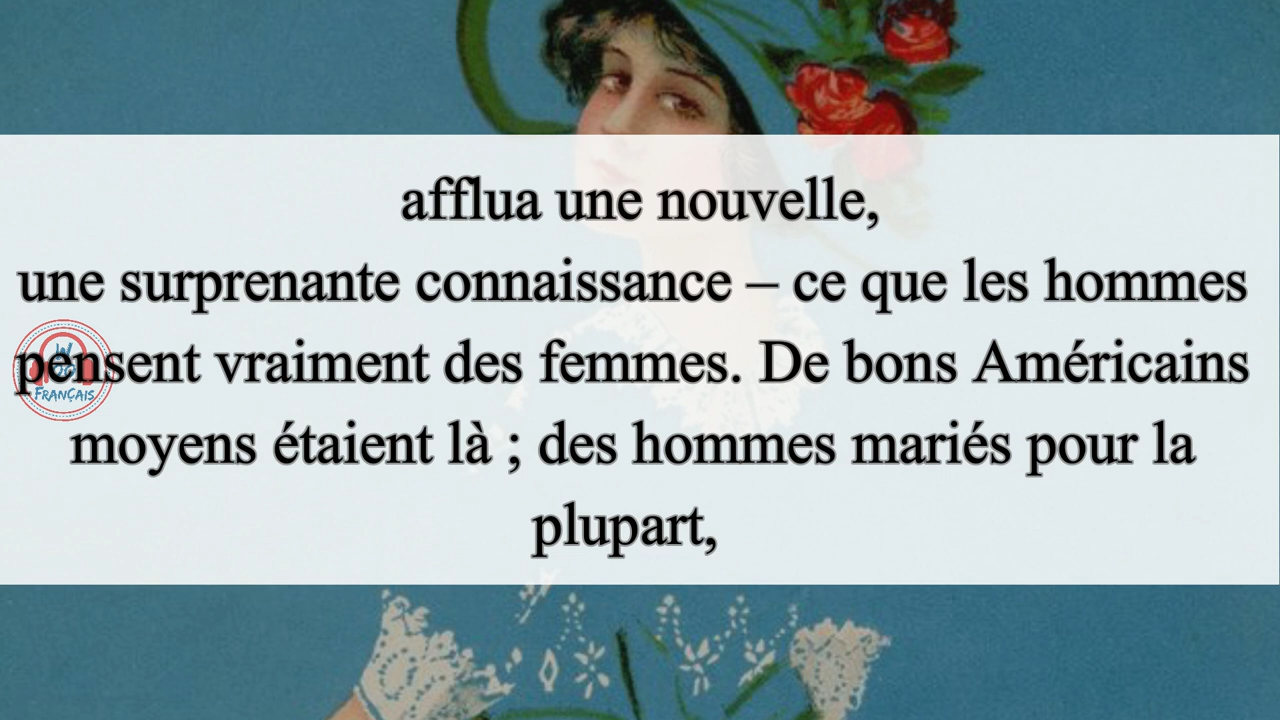 afflua une nouvelle,
une surprenante connaissance – ce que les hommes
pensent vraiment des femmes. De bons Américains
moyens étaient là ; des hommes mariés pour la
plupart,
FRANÇAIS